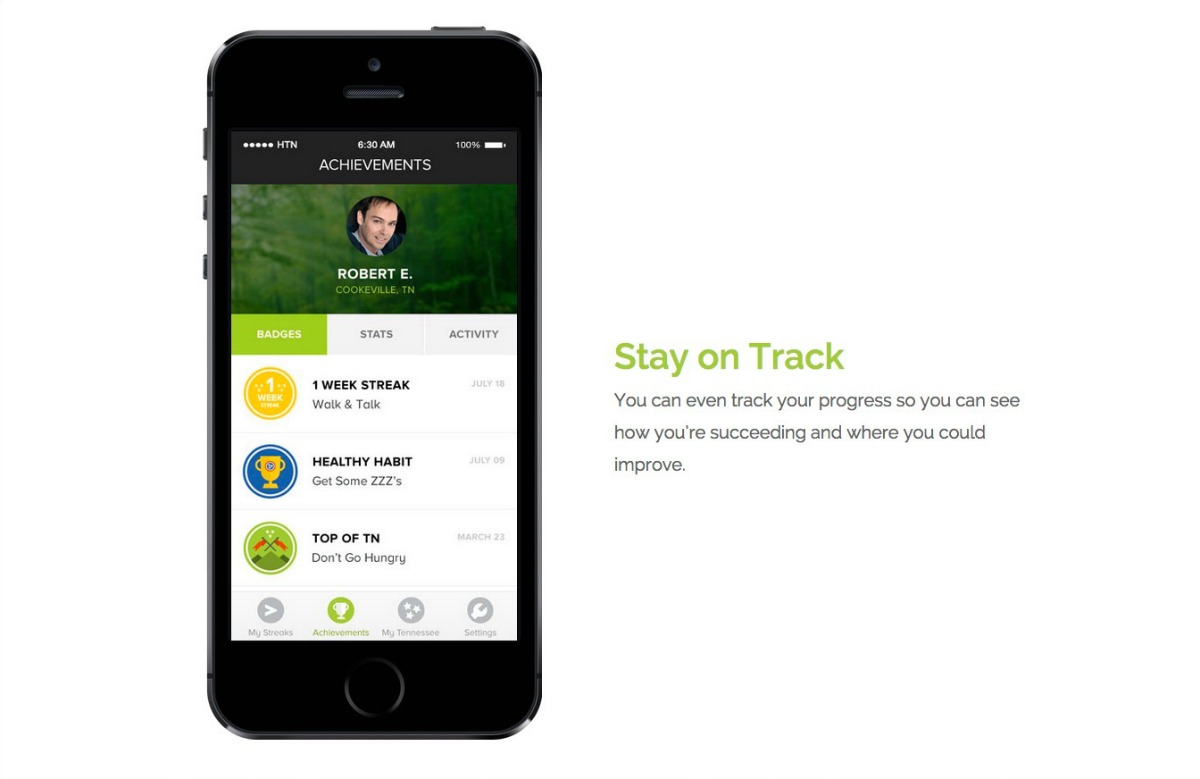 HTN 6:30 AM 100%
ACHIEVEMENTS
ROBERT E.
COOKEVILLE, TN
BADGES STATS ACTIVITY
1
WEEK
STREAK
1 WEEK STREAK JULY 18
Walk & Talk
HEALTHY HABIT JULY 09
Get Some ZZZ's
TOP OF TN MARCH 23
Don't Go Hungry
My Streaks Achievements My Tennessee Settings
Stay on Track
You can even track your progress so you can see
how you're succeeding and where you could
improve.